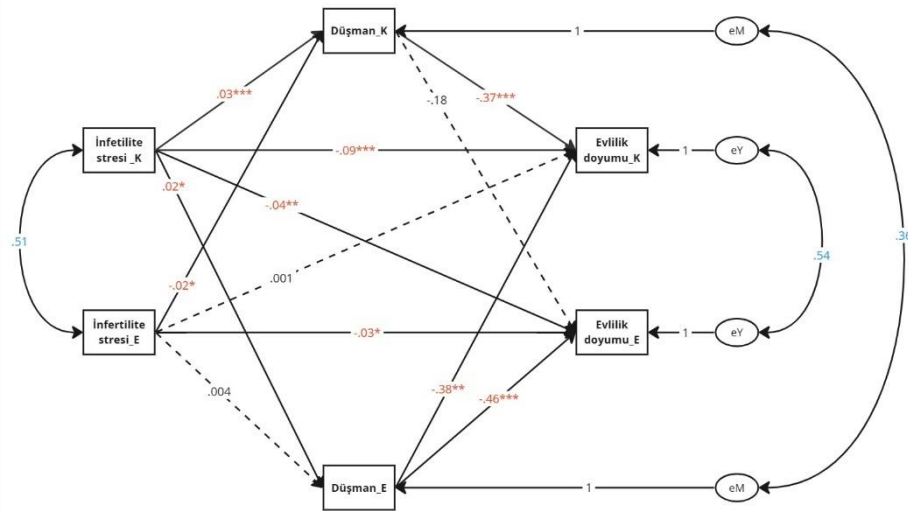 Düşman_K
1
eM
.03***
-.18
-.37***
İnfetilite
stresi _K
-.09***
Evlilik
doyumu_K
1
eY
.02*
-.04**
.51
.36
.54
.001
-.02*
İnfertilite
stresi_E
-.03*
Evlilik
doyumu_E
1
eY
.004
-.38**
-.46***
Düşman_E
1
eM